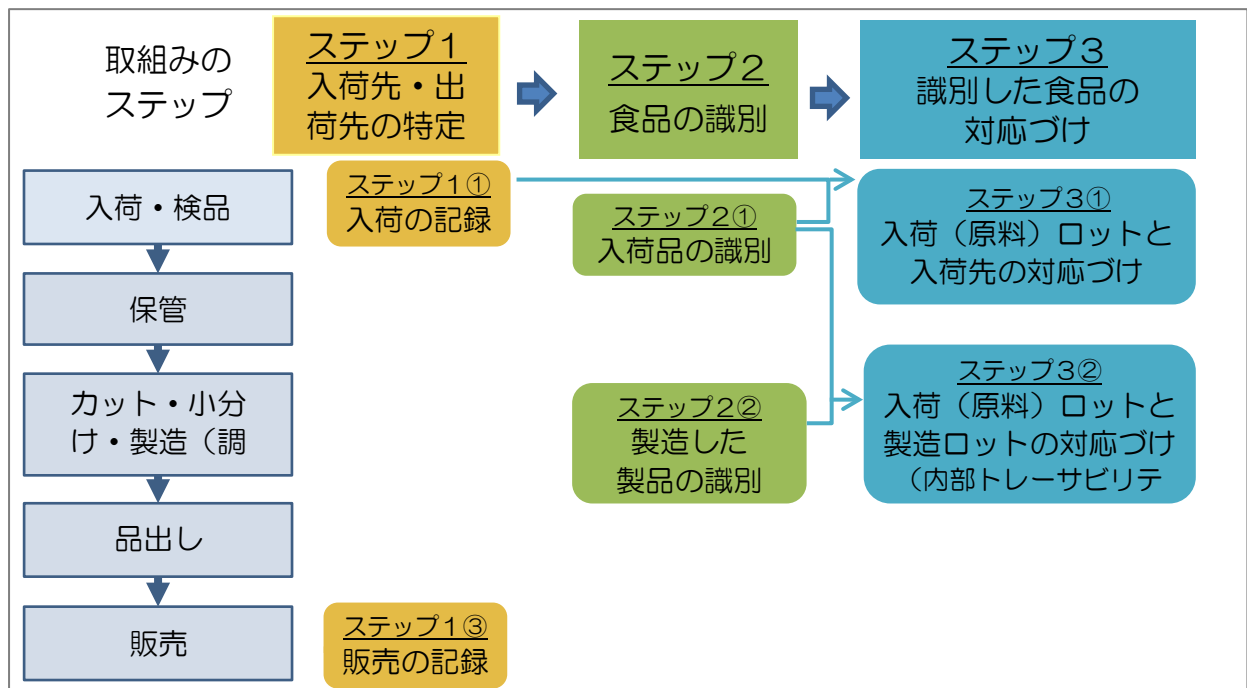 取組みの
ステップ
ステップ１
入荷先・出
荷先の特定
ステップ２
食品の識別
ステップ３
識別した食品の
対応づけ
入荷・検品
ステップ１①
入荷の記録
ステップ２①
入荷品の識別
ステップ３①
入荷（原料）ロットと
入荷先の対応づけ
保管
カット・小分
け・製造（調
ステップ２②
製造した
製品の識別
ステップ３②
入荷（原料）ロットと
製造ロットの対応づけ
（内部トレーサビリテ
品出し
販売
ステップ１③
販売の記録